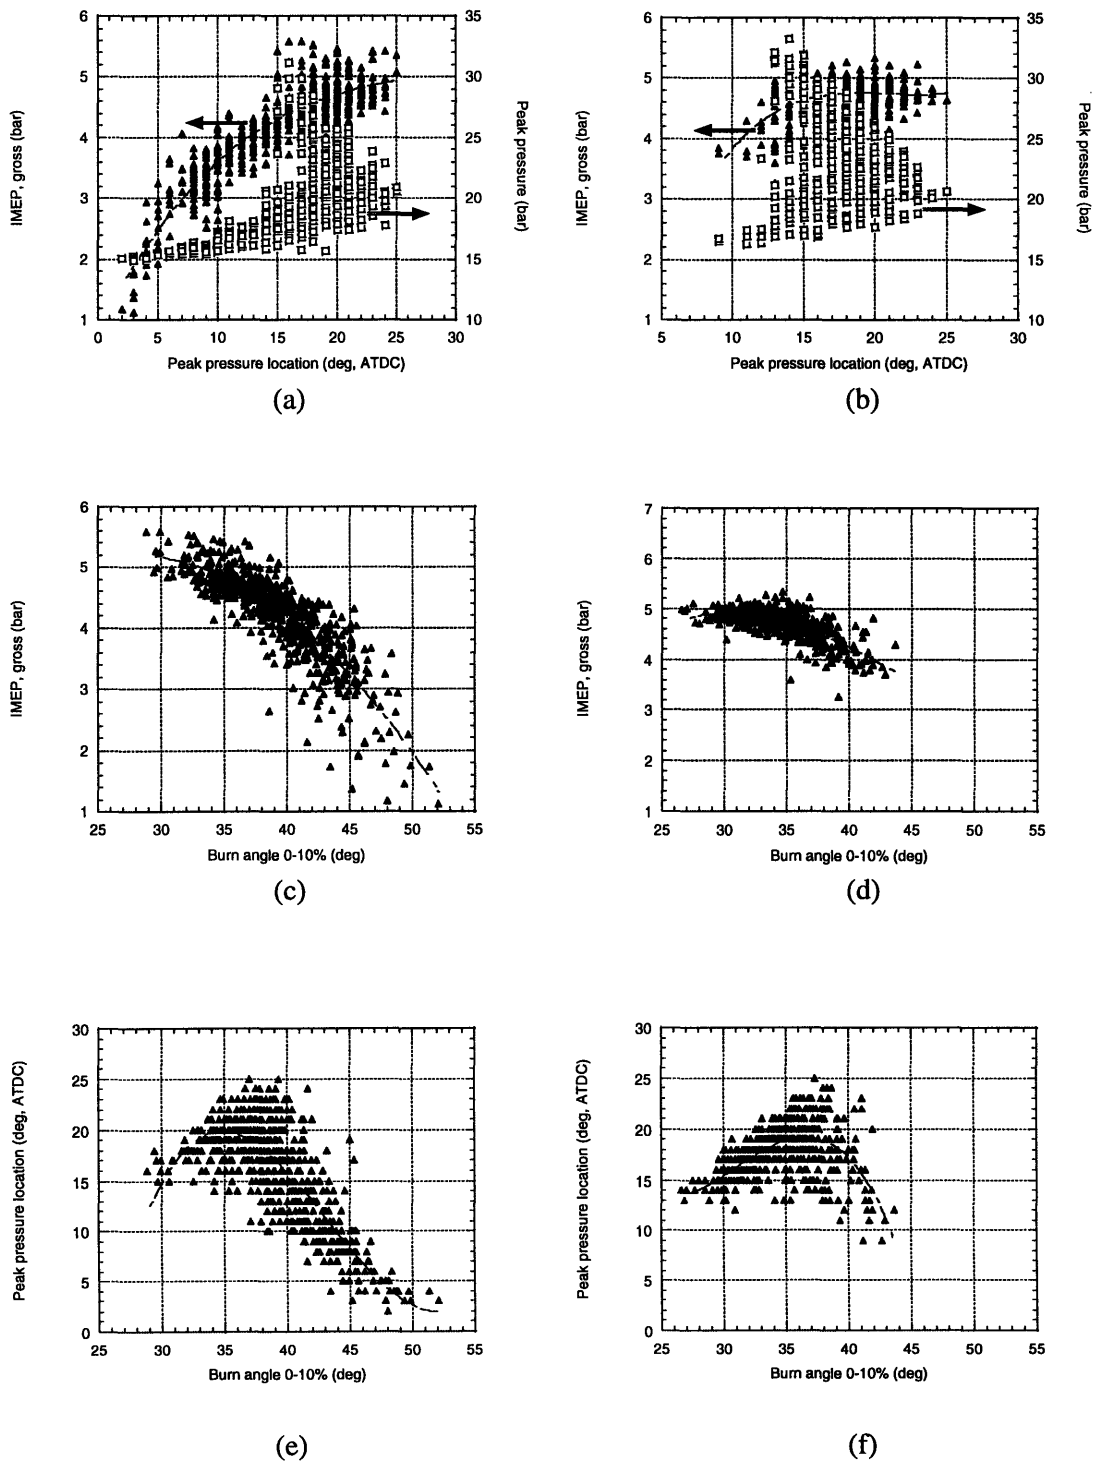 6
5
4
3
2
1
35
30
25
20
15
10
0 5 10 15 20 25 30
IMEP, gross (bar)
Peak pressure (bar)
Peak pressure location (deg, ATDC)
(a)
6
5
4
3
2
1
35
30
25
20
15
10
5 10 15 20 25 30
IMEP, gross (bar)
Peak pressure (bar)
Peak pressure location (deg, ATDC)
(b)
6
5
4
3
2
1
25 30 35 40 45 50 55
IMEP, gross (bar)
Burn angle 0-10% (deg)
(c)
7
6
5
4
3
2
1
25 30 35 40 45 50 55
IMEP, gross (bar)
Burn angle 0-10% (deg)
(d)
30
25
20
15
10
5
0
25 30 35 40 45 50 55
Peak pressure location (deg, ATDC)
Burn angle 0-10% (deg)
(e)
30
25
20
15
10
5
0
25 30 35 40 45 50 55
Peak pressure location (deg, ATDC)
Burn angle 0-10% (deg)
(f)